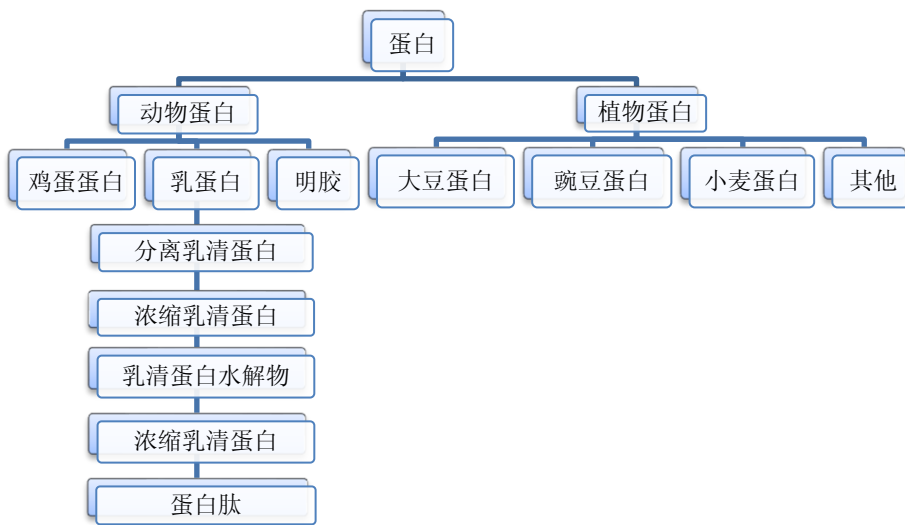 蛋白
动物蛋白
植物蛋白
鸡蛋蛋白
乳蛋白
明胶
大豆蛋白
豌豆蛋白
小麦蛋白
其他
分离乳清蛋白
浓缩乳清蛋白
乳清蛋白水解物
浓缩乳清蛋白
蛋白肽